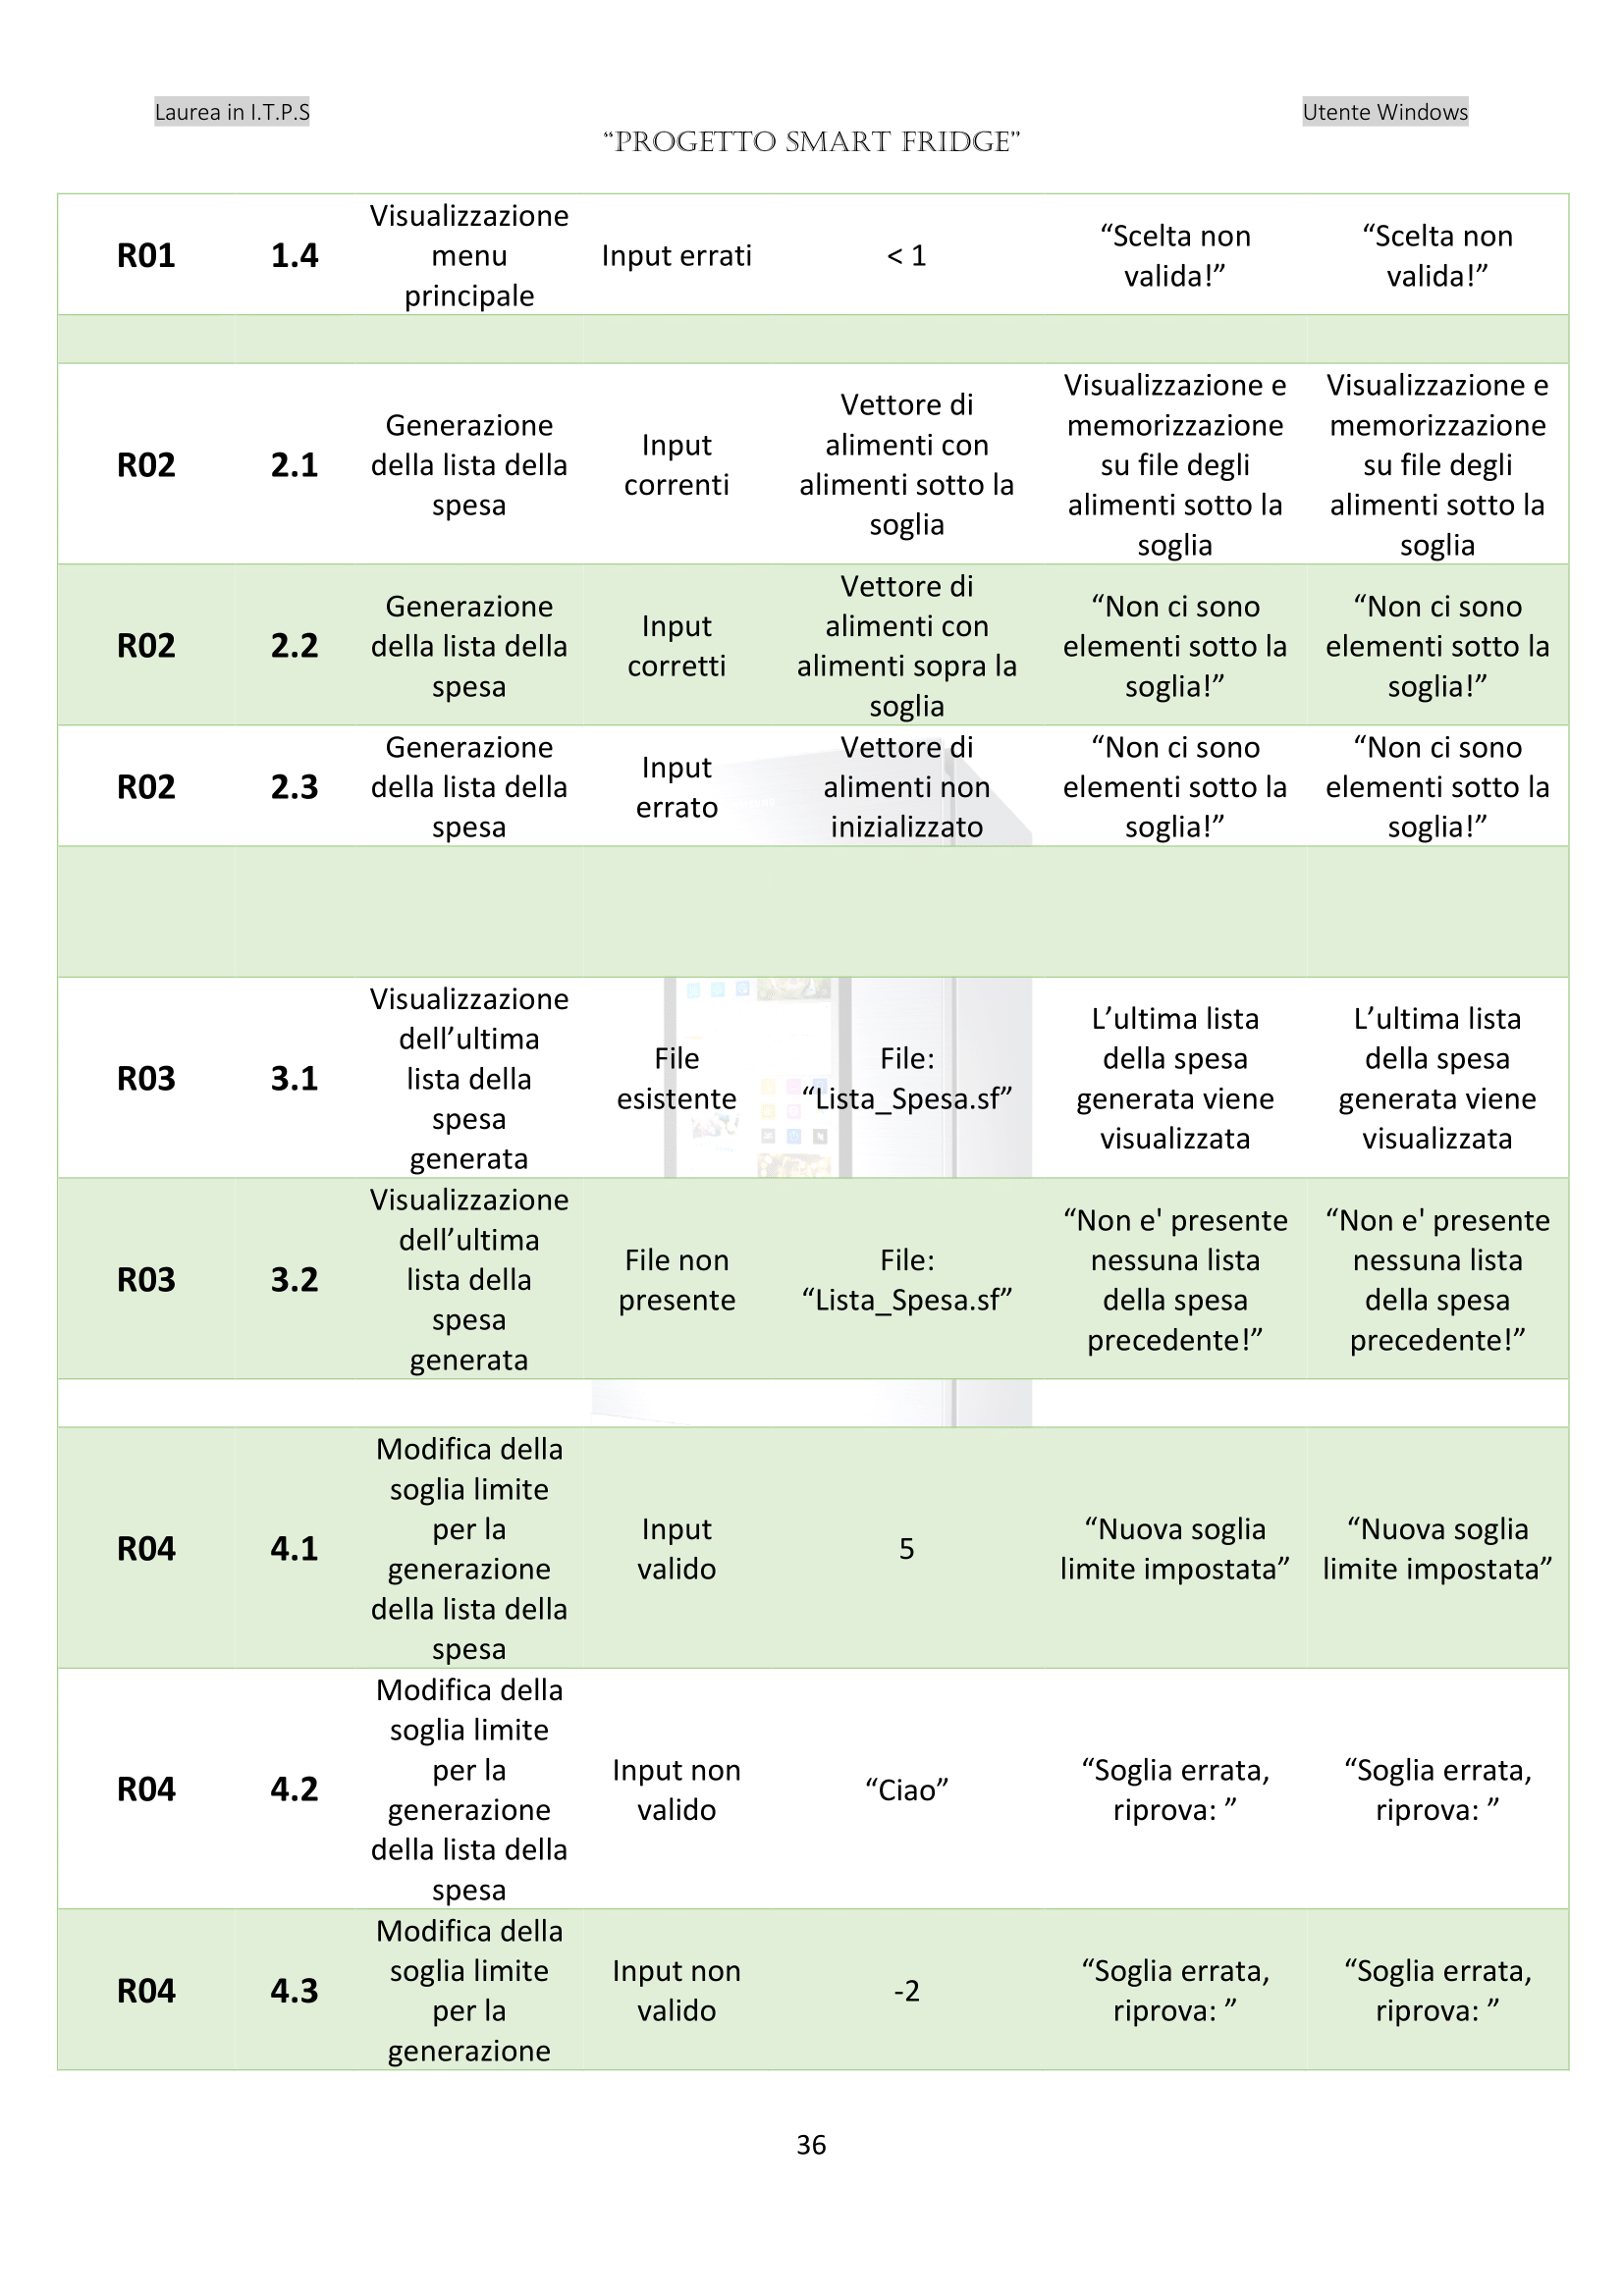 Laurea in I.T.P.S
Utente Windows
“PROGETTO SMART FRIDGE”
R01
1.4
Visualizzazione
menu
principale
Input errati
< 1
“Scelta non
valida!”
“Scelta non
valida!”
R02
2.1
Generazione
della lista della
spesa
Input
correnti
Vettore di
alimenti con
alimenti sotto la
soglia
Visualizzazione e
memorizzazione
su file degli
alimenti sotto la
soglia
Visualizzazione e
memorizzazione
su file degli
alimenti sotto la
soglia
R02
2.2
Generazione
della lista della
spesa
Input
corretti
Vettore di
alimenti con
alimenti sopra la
soglia
“Non ci sono
elementi sotto la
soglia!”
“Non ci sono
elementi sotto la
soglia!”
R02
2.3
Generazione
della lista della
spesa
Input
errato
Vettore di
alimenti non
inizializzato
“Non ci sono
elementi sotto la
soglia!”
“Non ci sono
elementi sotto la
soglia!”
R03
3.1
Visualizzazione
dell’ultima
lista della
spesa
generata
File
esistente
File:
“Lista_Spesa.sf”
L’ultima lista
della spesa
generata viene
visualizzata
L’ultima lista
della spesa
generata viene
visualizzata
R03
3.2
Visualizzazione
dell’ultima
lista della
spesa
generata
File non
presente
File:
“Lista_Spesa.sf”
“Non e' presente
nessuna lista
della spesa
precedente!”
“Non e' presente
nessuna lista
della spesa
precedente!”
R04
4.1
Modifica della
soglia limite
per la
generazione
della lista della
spesa
Input
valido
5
“Nuova soglia
limite impostata”
“Nuova soglia
limite impostata”
R04
4.2
Modifica della
soglia limite
per la
generazione
della lista della
spesa
Input non
valido
“Ciao”
“Soglia errata,
riprova: ”
“Soglia errata,
riprova: ”
R04
4.3
Modifica della
soglia limite
per la
generazione
Input non
valido
-2
“Soglia errata,
riprova: ”
“Soglia errata,
riprova: ”
36